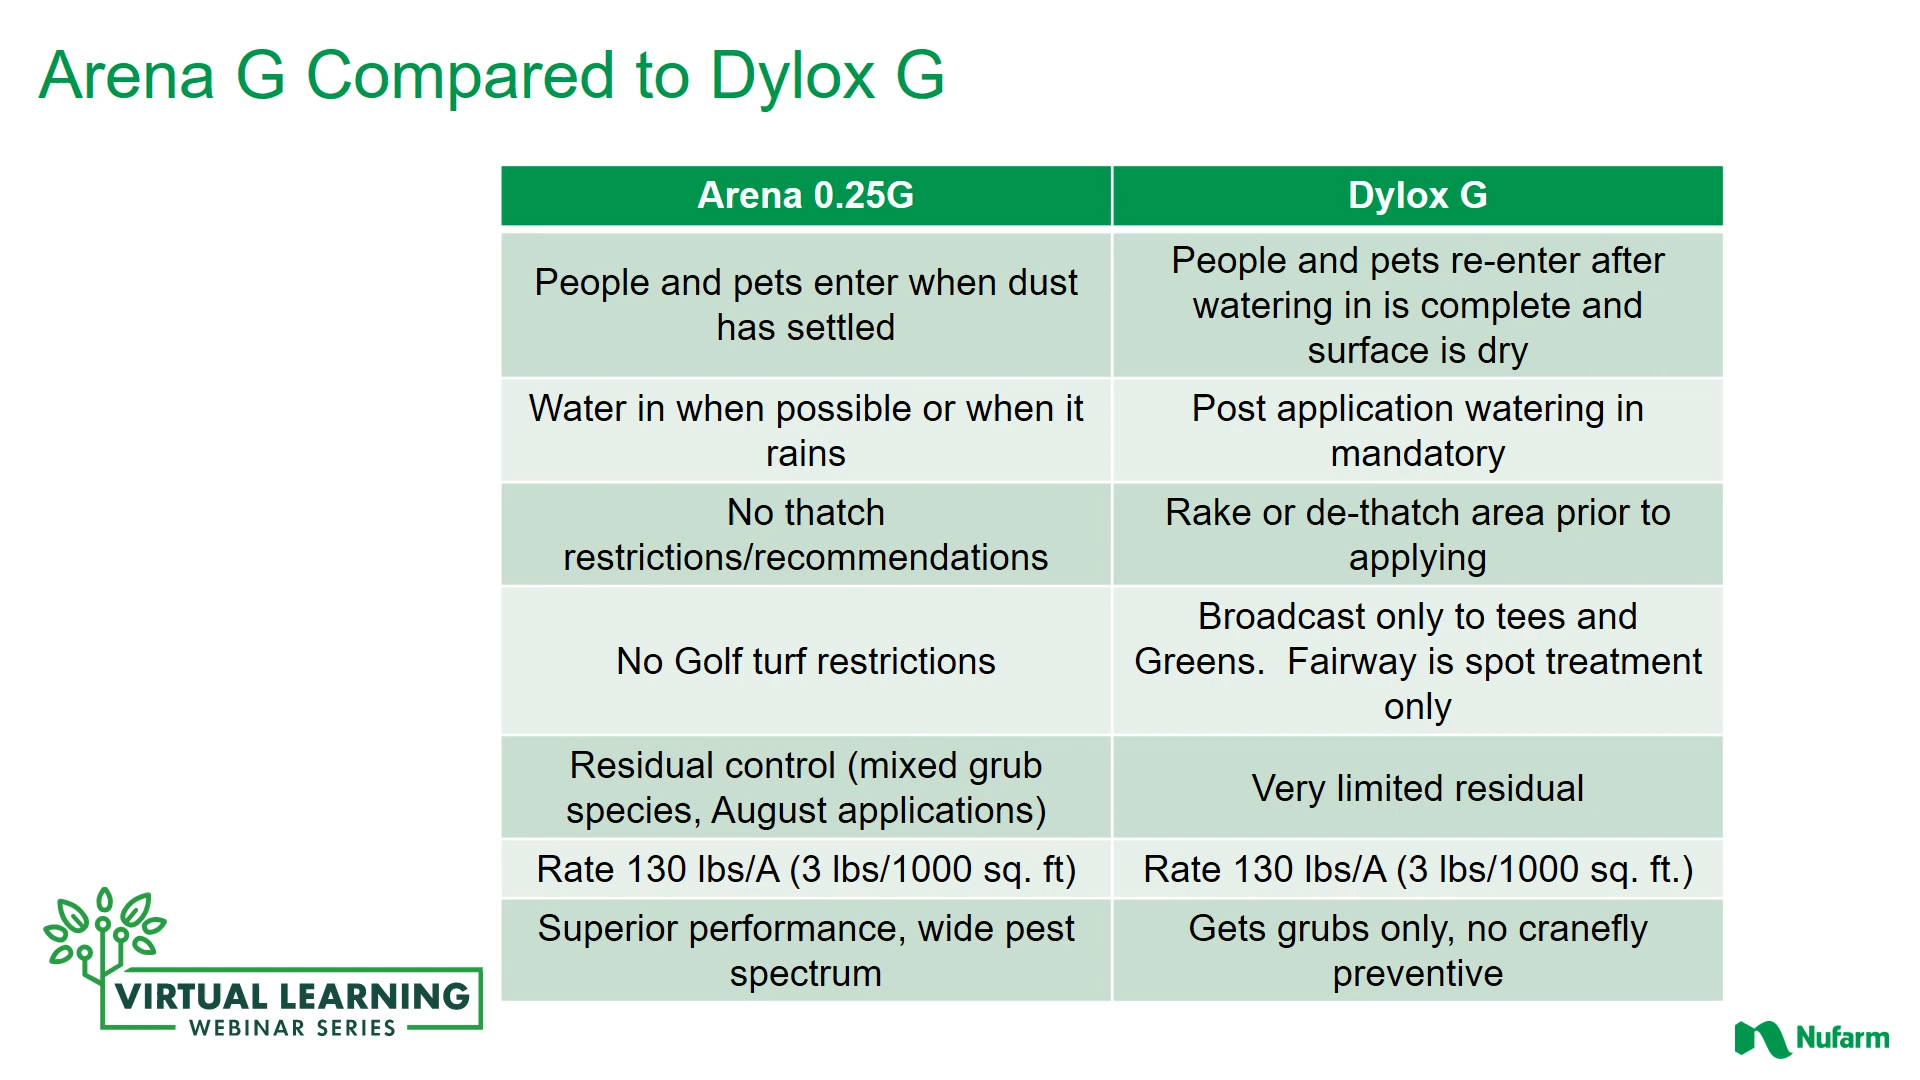 Arena G Compared to Dylox G
Arena 0.25G
Dylox G
People and pets enter when dust
has settled
People and pets re-enter after
watering in is complete and
surface is dry
Water in when possible or when it
rains
Post application watering in
mandatory
No thatch
restrictions/recommendations
Rake or de-thatch area prior to
applying
No Golf turf restrictions
Broadcast only to tees and
Greens.  Fairway is spot treatment
only
Residual control (mixed grub
species, August applications)
Very limited residual
Rate 130 lbs/A (3 lbs/1000 sq. ft)
Rate 130 lbs/A (3 lbs/1000 sq. ft.)
Superior performance, wide pest
spectrum
Gets grubs only, no cranefly
preventive
VIRTUAL LEARNING
WEBINAR SERIES
Nufarm